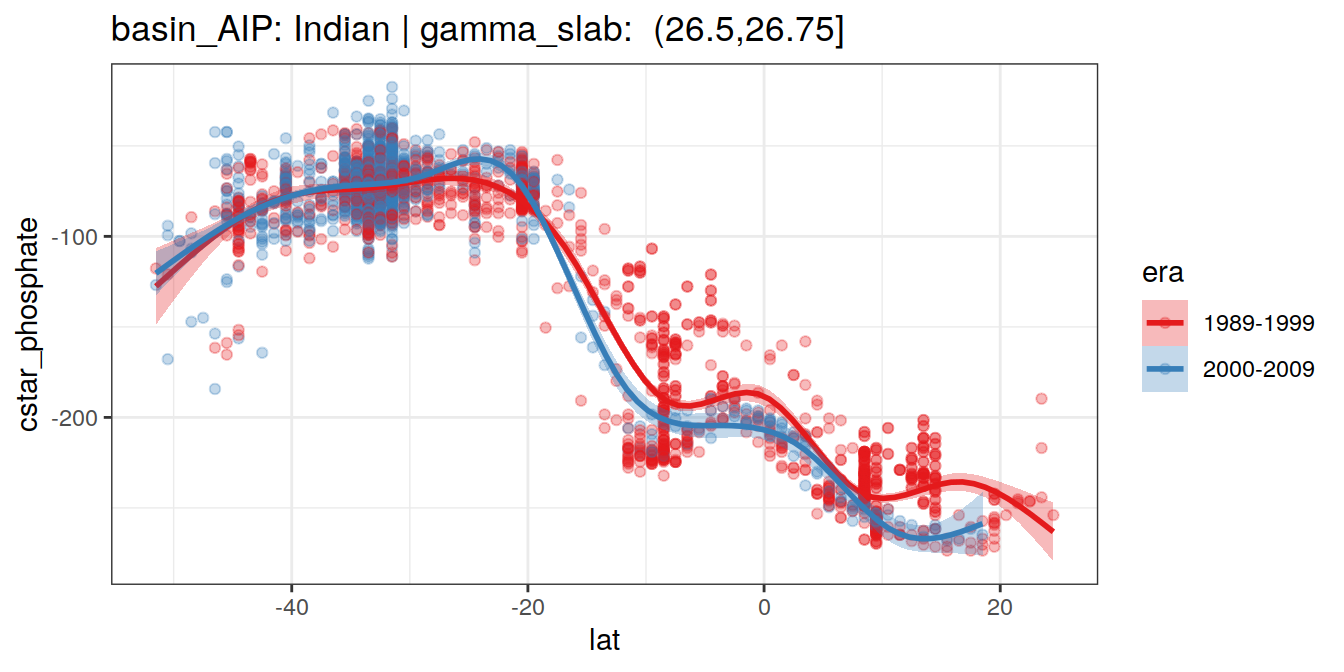 basin_AIP: Indian | gamma_slab:  (26.5,26.75]
cstar_phosphate
-100
-200
-40
-20
0
20
lat
era
1989-1999
2000-2009